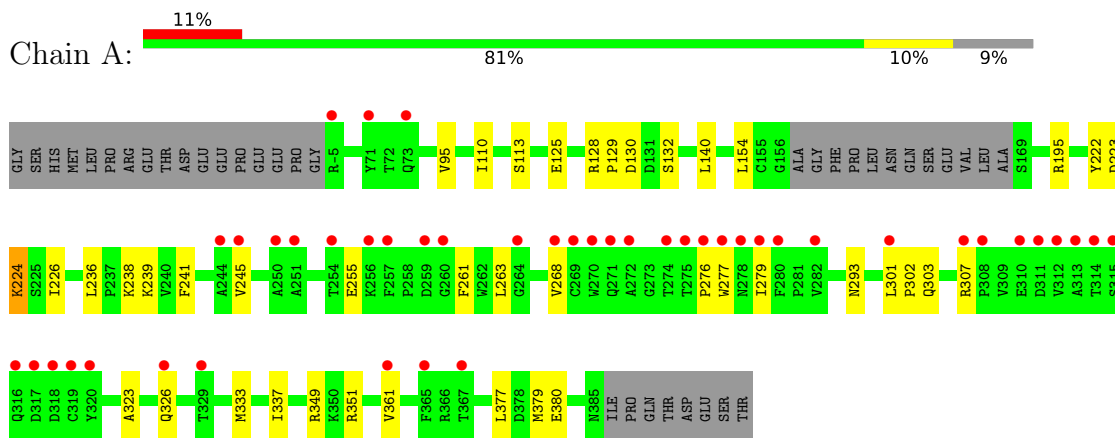 11%
Chain A:
81% 10% 9%
GLY SER HIS MET LEU PRO ARG GLU THR ASP GLU GLU PRO GLU GLU PRO GLY R-5 Y71 T72 Q73 V95 I110 S113 E125 R128 P129 D130 D131 S132 L140 L154 C155 G156 ALA GLY PHE PRO LEU ASN GLN SER GLU VAL LEU ALA S169 R195 Y222 D223
K224 S225 I226 L236 P237 K238 K239 V240 F241 A244 V245 A250 A251 T254 E255 K256 F257 P258 D259 G260 F261 W262 L263 G264 V268 C269 W270 Q271 A272 G273 T274 T275 P276 W277 N278 I279 F280 P281 V282 N293 L301 P302 Q303 R307 P308 V309 E310 D311 V312 A313 T314 S315
Q316 D317 D318 C319 Y320 A323 Q326 T329 M333 I337 R349 K350 R351 V361 F365 R366 T367 L377 D378 M379 E380 N385 ILE PRO GLN THR ASP GLU SER THR